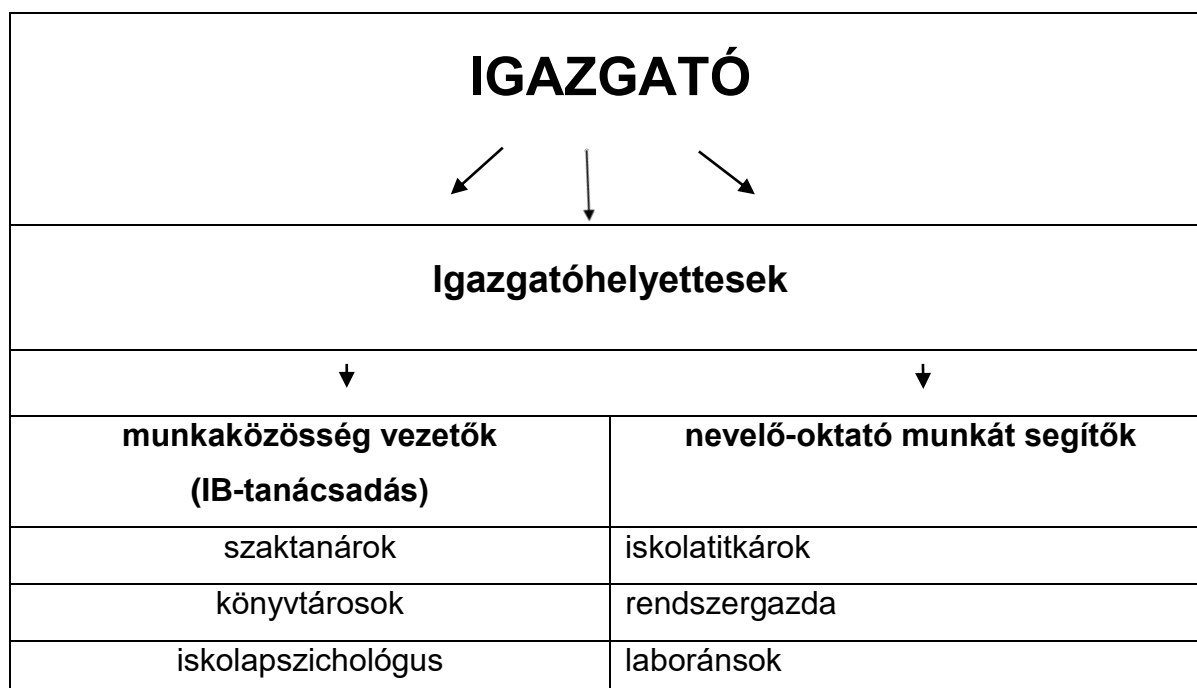 IGAZGATÓ
Igazgatóhelyettesek
munkaközösség vezetők
(IB-tanácsadás)
nevelő-oktató munkát segítők
szaktanárok
iskolatitkárok
könyvtárosok
rendszergazda
iskolapszichológus
laboránsok